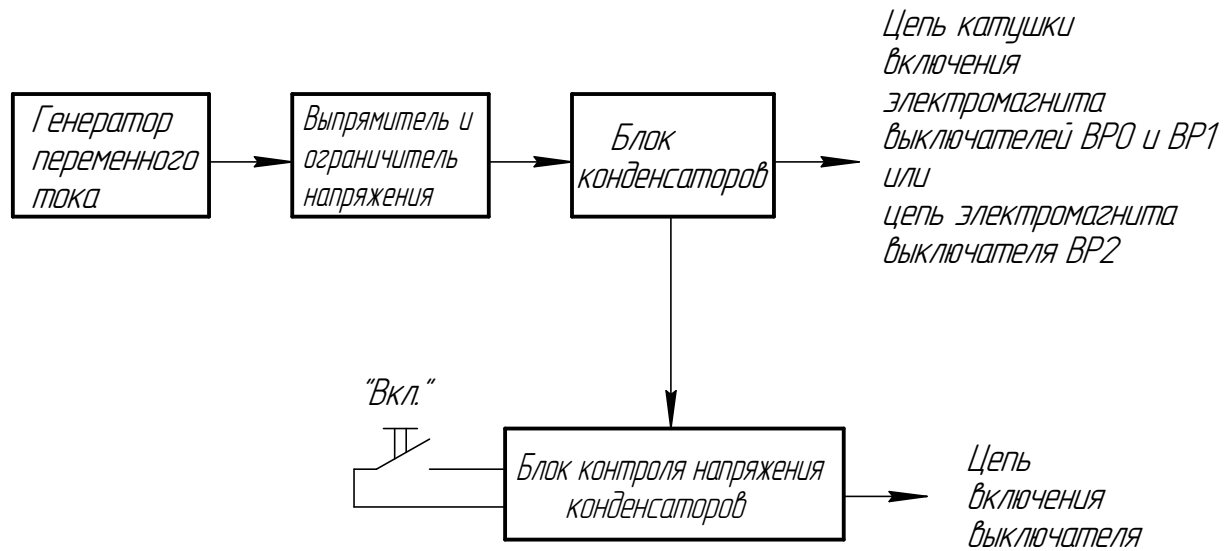 Генератор
переменного
тока
Выпрямитель и
ограничитель
напряжения
Блок
конденсаторов
Цепь катушки
включения
электромагнита
выключателей ВР0 и ВР1
или
цепь электромагнита
выключателя ВР2
"Вкл."
Блок контроля напряжения
конденсаторов
Цепь
включения
выключателя